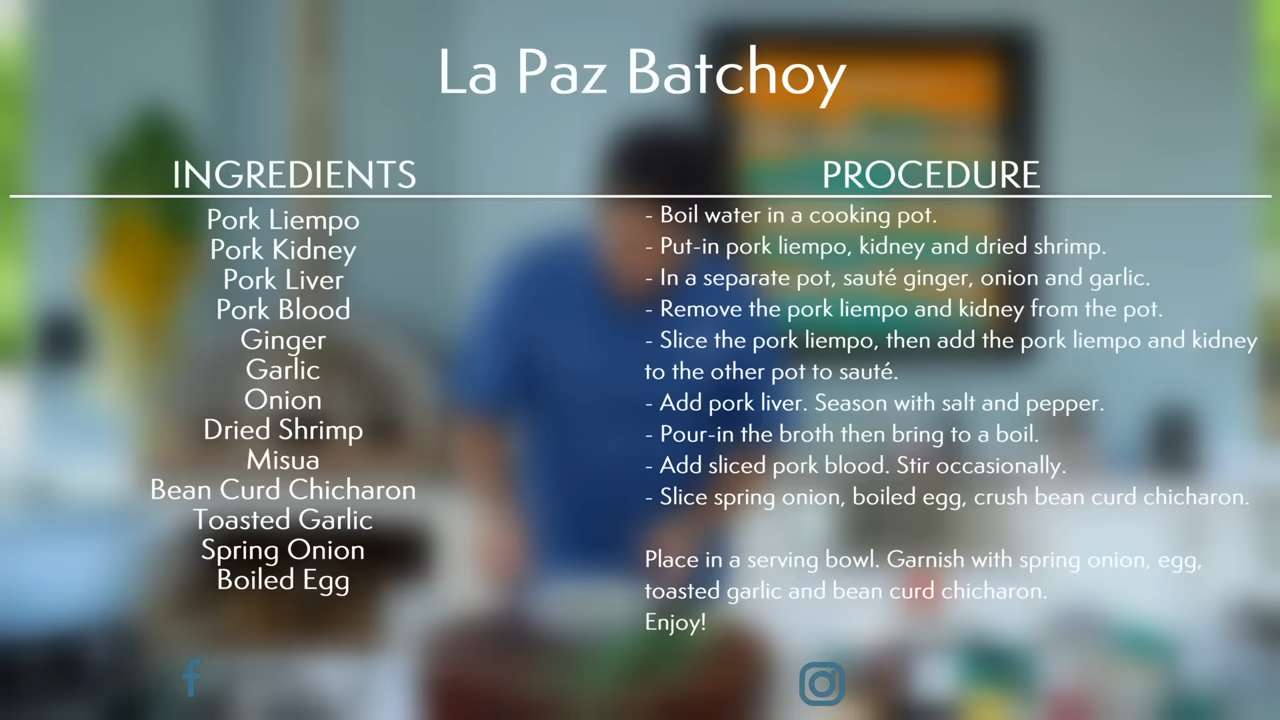 La Paz Batchoy
INGREDIENTS
Pork Liempo
Pork Kidney
Pork Liver
Pork Blood
Ginger
Garlic
Onion
Dried Shrimp
Misua
Bean Curd Chicharon
Toasted Garlic
Spring Onion
Boiled Egg
PROCEDURE
- Boil water in a cooking pot.
- Put-in pork liempo, kidney and dried shrimp.
- In a separate pot, sauté ginger, onion and garlic.
- Remove the pork liempo and kidney from the pot.
- Slice the pork liempo, then add the pork liempo and kidney
to the other pot to sauté.
- Add pork liver. Season with salt and pepper.
- Pour-in the broth then bring to a boil.
- Add sliced pork blood. Stir occasionally.
- Slice spring onion, boiled egg, crush bean curd chicharon.
Place in a serving bowl. Garnish with spring onion, egg,
toasted garlic and bean curd chicharon.
Enjoy!